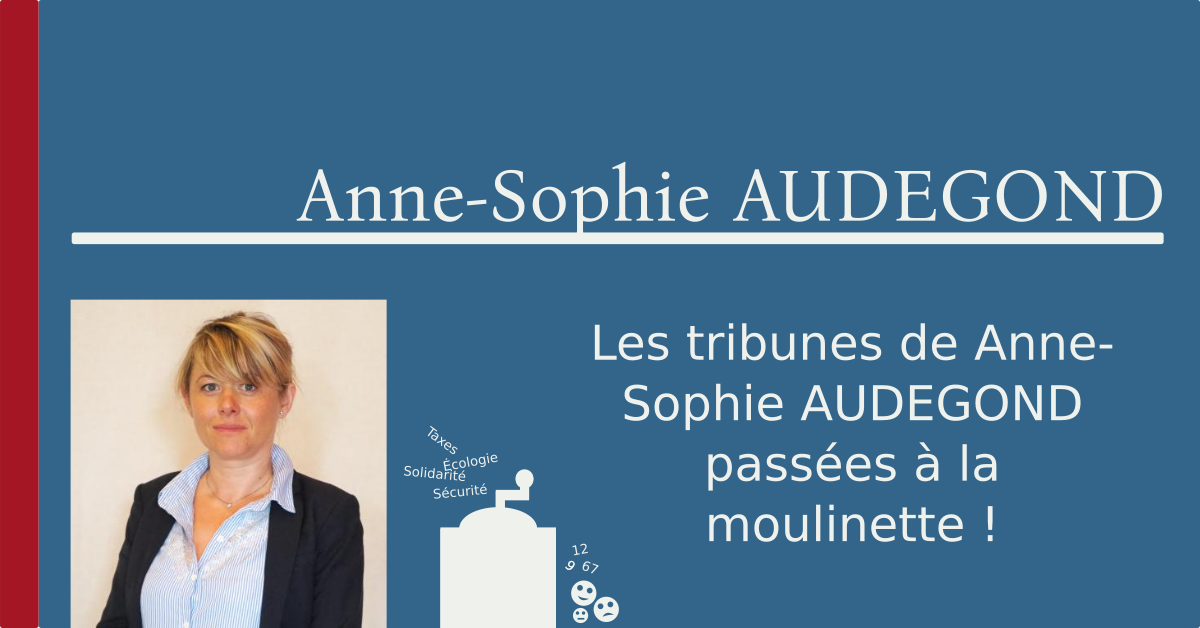 Anne-Sophie AUDEGOND
Les tribunes de Anne-
Sophie AUDEGOND
passées à la
moulinette !
Taxes
Écologie
Solidarité
Sécurité
12
9 67